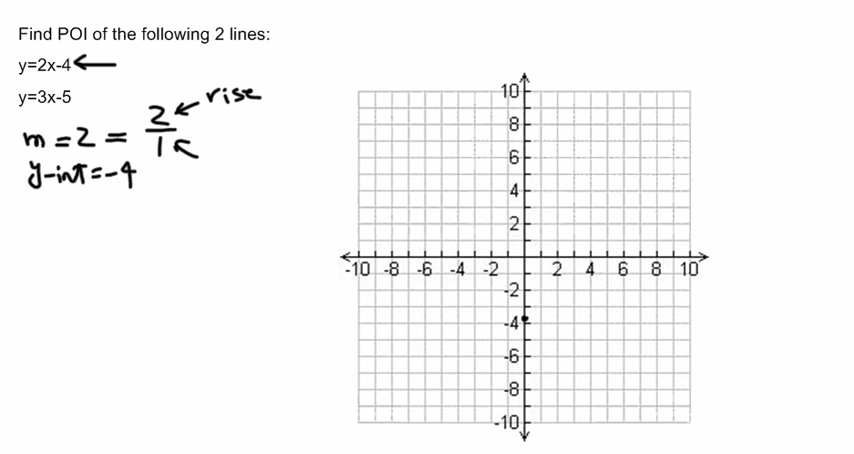 Find POI of the following 2 lines:
y=2x-4
y=3x-5
m = 2 = 2/1 rise
y-int = -4
10
8
6
4
2
-10 -8 -6 -4 -2 2 4 6 8 10
-2
-4
-6
-8
-10